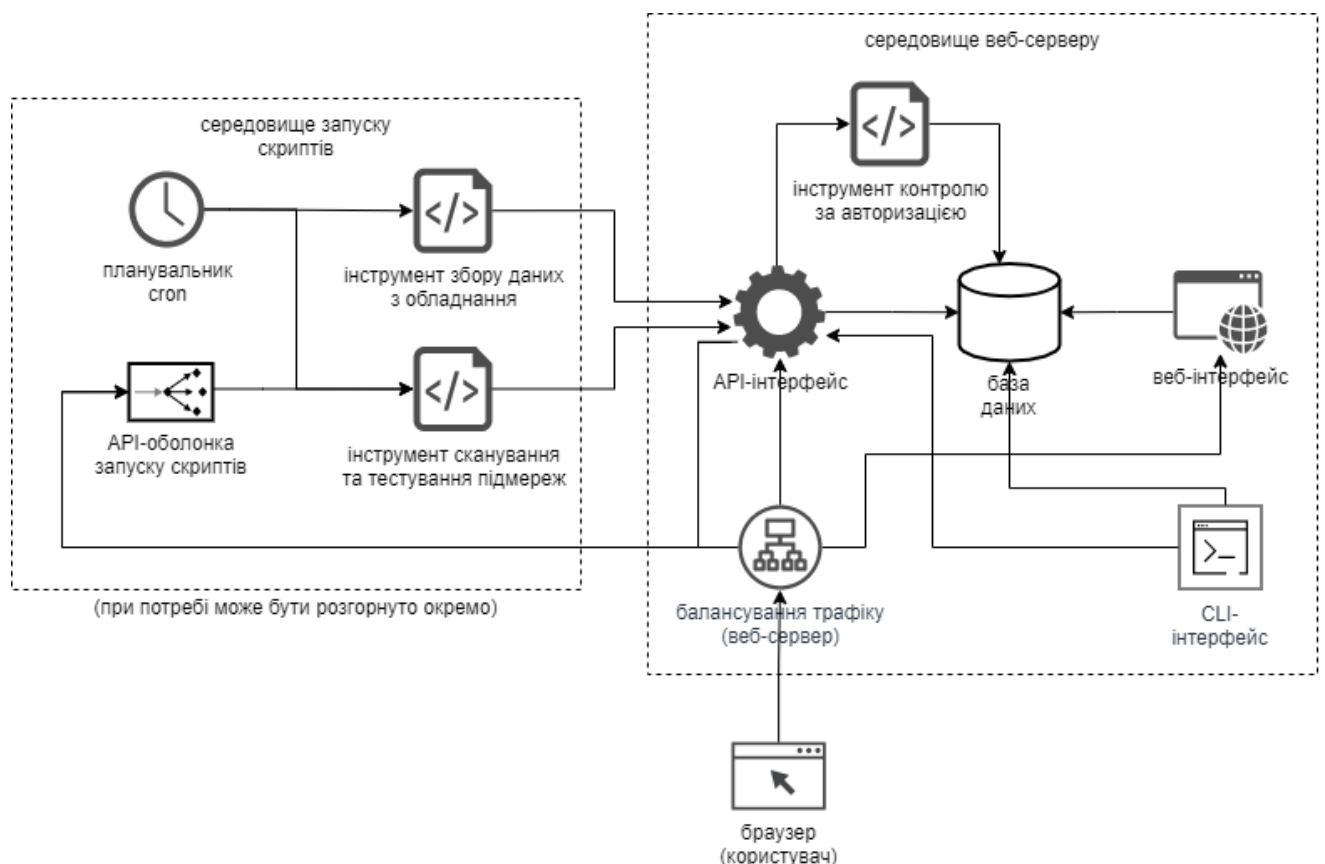 середовище веб-серверу
середовище запуску
скриптів
</>
інструмент контролю
за авторизацією
</>
планувальник
cron
інструмент збору даних
з обладнання
API-інтерфейс
база
даних
веб-інтерфейс
</>
API-оболонка
запуску скриптів
інструмент сканування
та тестування підмереж
(при потребі може бути розгорнуто окремо)
балансування трафіку
(веб-сервер)
>_
CLI-
інтерфейс
браузер
(користувач)